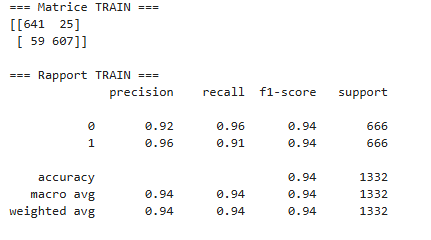 === Matrice TRAIN ===
[[641  25]
 [ 59 607]]
=== Rapport TRAIN ===
              precision    recall  f1-score   support
           0       0.92      0.96      0.94       666
           1       0.96      0.91      0.94       666
    accuracy                           0.94      1332
   macro avg       0.94      0.94      0.94      1332
weighted avg       0.94      0.94      0.94      1332